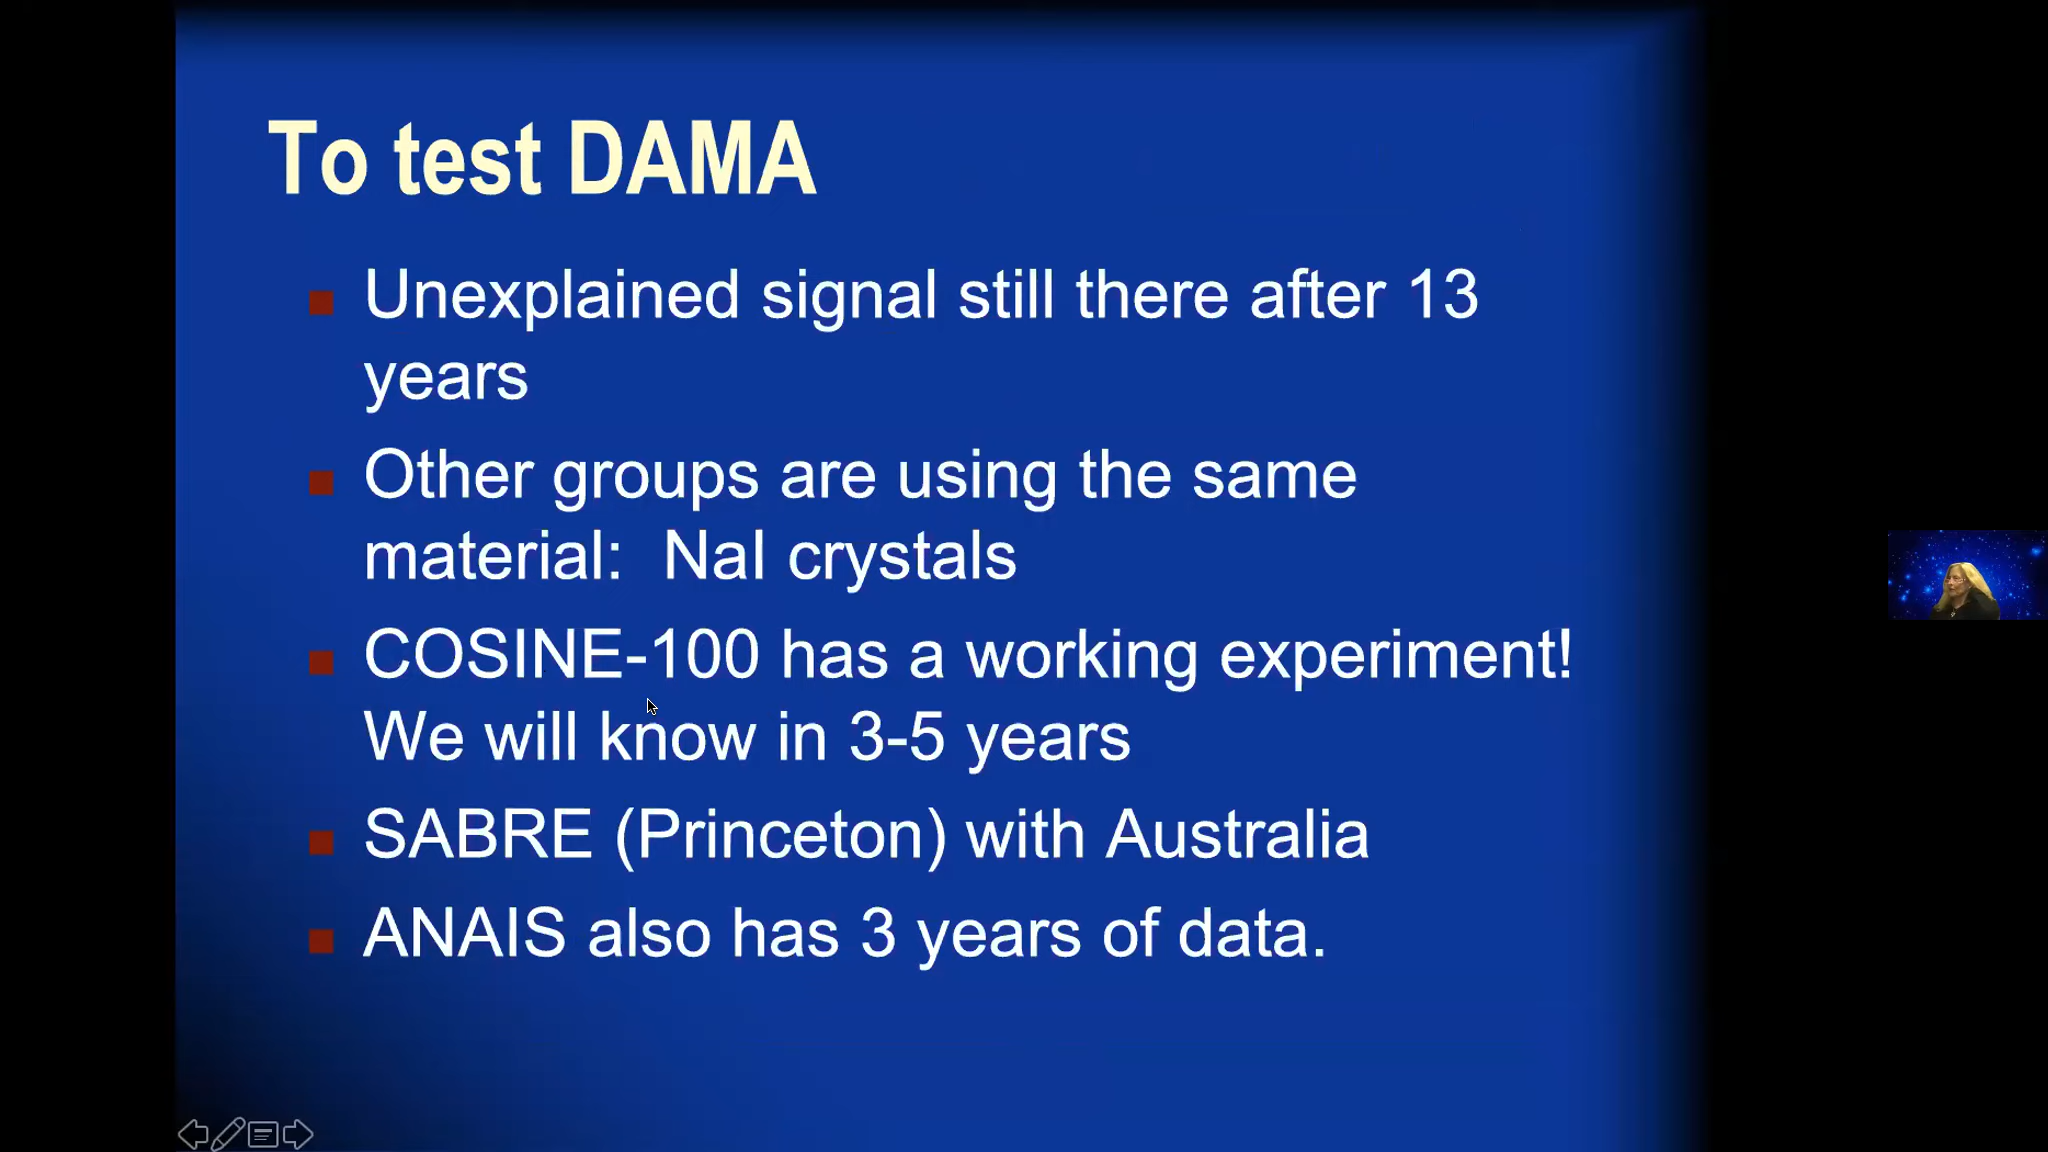 To test DAMA
Unexplained signal still there after 13
years
Other groups are using the same
material:  NaI crystals
COSINE-100 has a working experiment!
We will know in 3-5 years
SABRE (Princeton) with Australia
ANAIS also has 3 years of data.